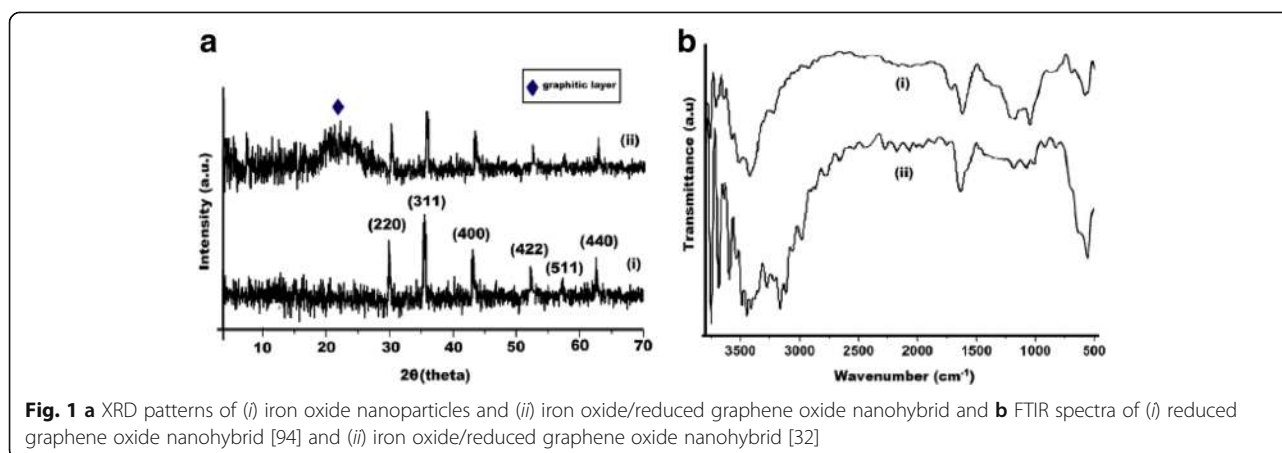 a
graphitic layer
(ii)
(311)
(220)
(400)
(422)
(440)
(511)
(i)
Intensity (a.u.)
10 20 30 40 50 60 70
2θ(theta)
b
(i)
(ii)
Transmittance (a.u)
3500 3000 2500 2000 1500 1000 500
Wavenumber (cm⁻¹)
Fig. 1 a XRD patterns of (i) iron oxide nanoparticles and (ii) iron oxide/reduced graphene oxide nanohybrid and b FTIR spectra of (i) reduced
graphene oxide nanohybrid [94] and (ii) iron oxide/reduced graphene oxide nanohybrid [32]